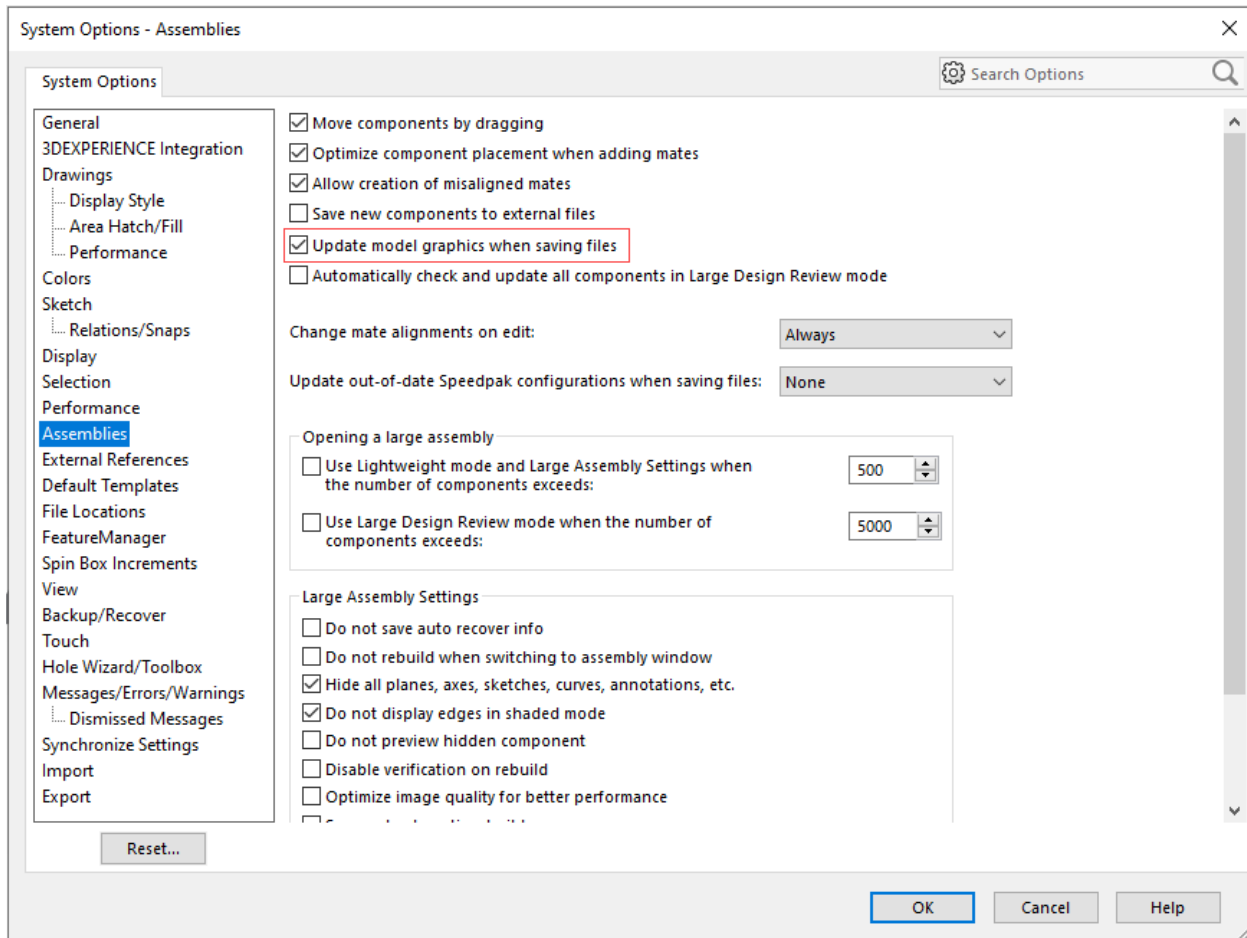 System Options - Assemblies
System Options
Search Options
General
3DEXPERIENCE Integration
Drawings
Display Style
Area Hatch/Fill
Performance
Colors
Sketch
Relations/Snaps
Display
Selection
Performance
Assemblies
External References
Default Templates
File Locations
FeatureManager
Spin Box Increments
View
Backup/Recover
Touch
Hole Wizard/Toolbox
Messages/Errors/Warnings
Dismissed Messages
Synchronize Settings
Import
Export
Reset...
Move components by dragging
Optimize component placement when adding mates
Allow creation of misaligned mates
Save new components to external files
Update model graphics when saving files
Automatically check and update all components in Large Design Review mode
Change mate alignments on edit:
Always
Update out-of-date Speedpak configurations when saving files:
None
Opening a large assembly
Use Lightweight mode and Large Assembly Settings when
the number of components exceeds:
500
Use Large Design Review mode when the number of
components exceeds:
5000
Large Assembly Settings
Do not save auto recover info
Do not rebuild when switching to assembly window
Hide all planes, axes, sketches, curves, annotations, etc.
Do not display edges in shaded mode
Do not preview hidden component
Disable verification on rebuild
Optimize image quality for better performance
OK
Cancel
Help